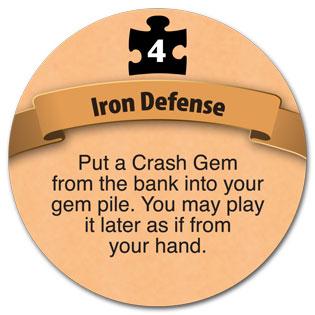 4
Iron Defense
Put a Crash Gem
from the bank into your
gem pile. You may play
it later as if from
your hand.